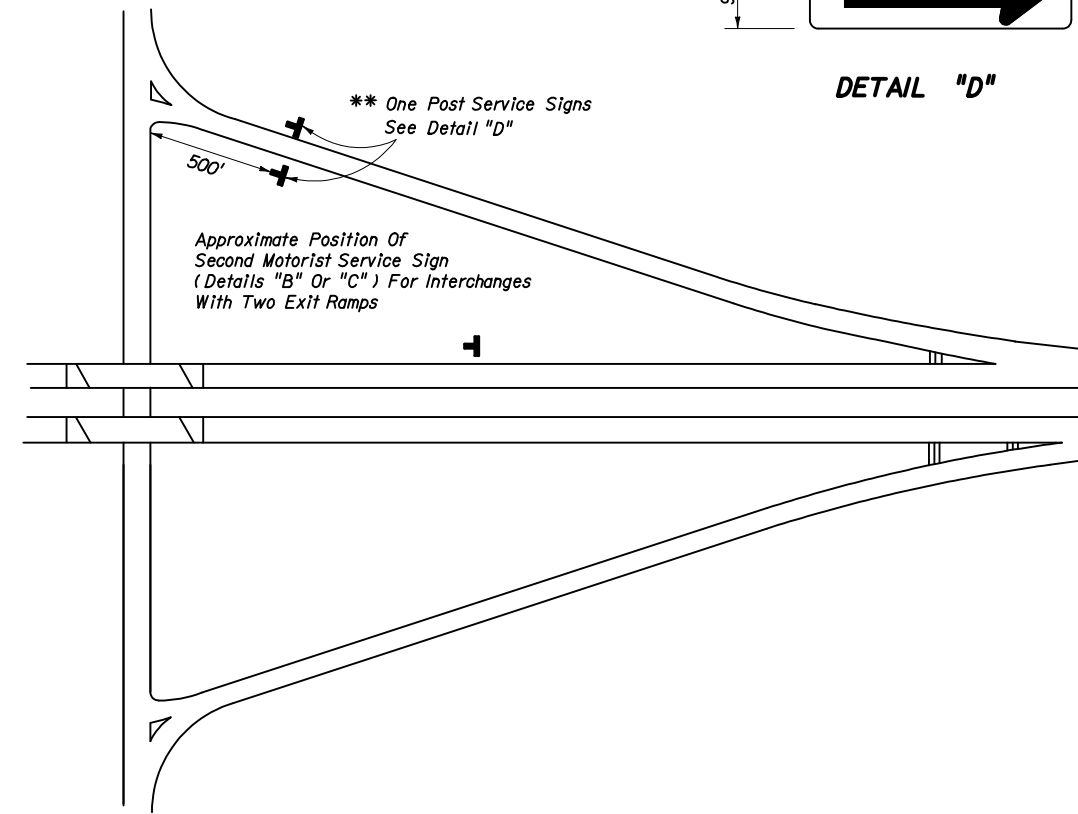 DETAIL "D"
** One Post Service Signs
See Detail "D"
500'
Approximate Position Of
Second Motorist Service Sign
(Details "B" Or "C") For Interchanges
With Two Exit Ramps